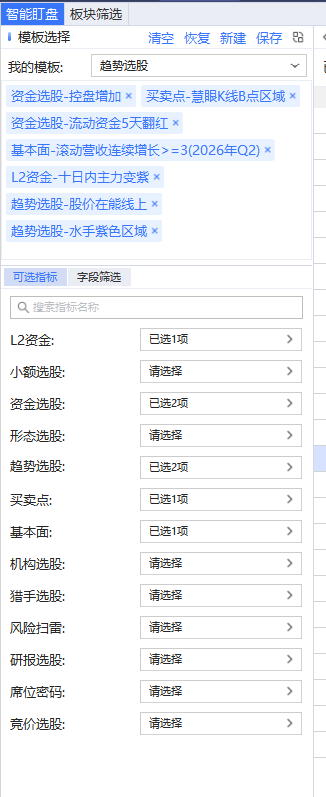 智能盯盘 板块筛选
模板选择 清空 恢复 新建 保存
我的模板: 趋势选股
资金选股-控盘增加 × 买卖点-慧眼K线B点区域 ×
资金选股-流动资金5天翻红 ×
基本面-滚动营收连续增长>=3(2026年Q2) ×
L2资金-十日内主力变紫 ×
趋势选股-股价在能线上 ×
趋势选股-水手紫色区域 ×
可选指标 字段筛选
搜索指标名称
L2资金: 已选1项
小额选股: 请选择
资金选股: 已选2项
形态选股: 请选择
趋势选股: 已选2项
买卖点: 已选1项
基本面: 已选1项
机构选股: 请选择
猎手选股: 请选择
风险扫雷: 请选择
研报选股: 请选择
席位密码: 请选择
竞价选股: 请选择